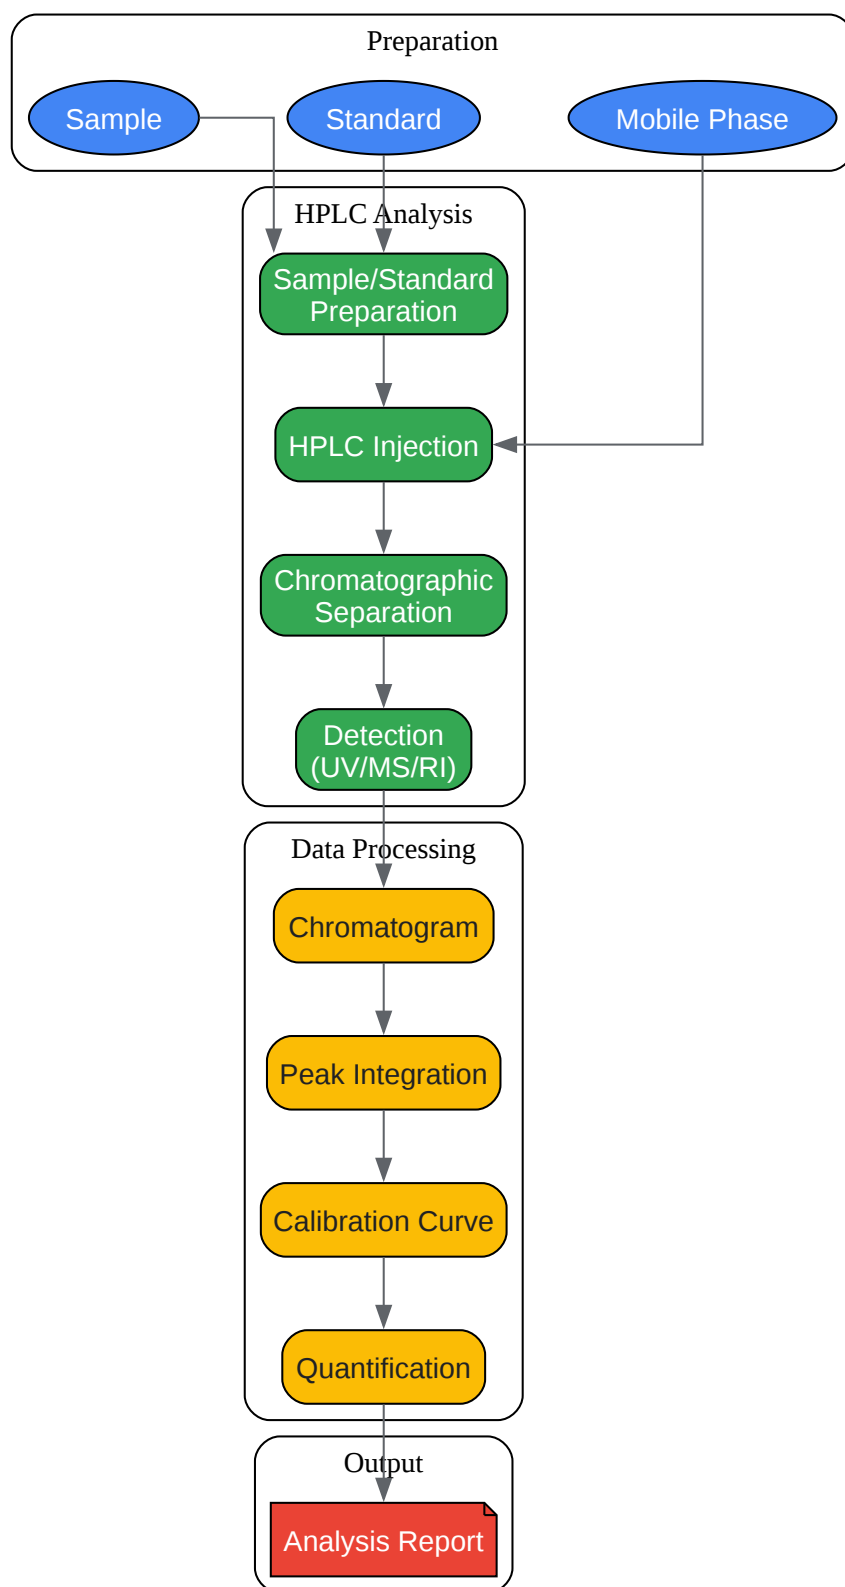 Preparation
Sample
Standard
Mobile Phase
HPLC Analysis
Sample/Standard
Preparation
HPLC Injection
Chromatographic
Separation
Detection
(UV/MS/RI)
Data Processing
Chromatogram
Peak Integration
Calibration Curve
Quantification
Output
Analysis Report